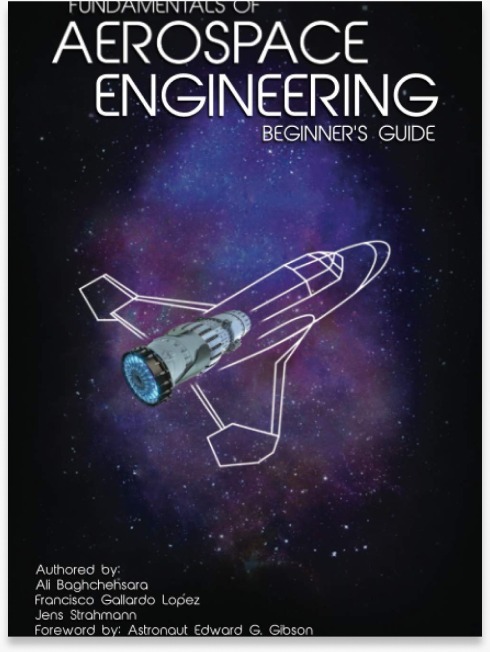 FUNDAMENTALS OF
AEROSPACE
ENGINEERING
BEGINNER'S GUIDE
Authored by:
Ali Baghchehsara
Francisco Gallardo Lopez
Jens Strahmann
Foreword by: Astronaut Edward G. Gibson